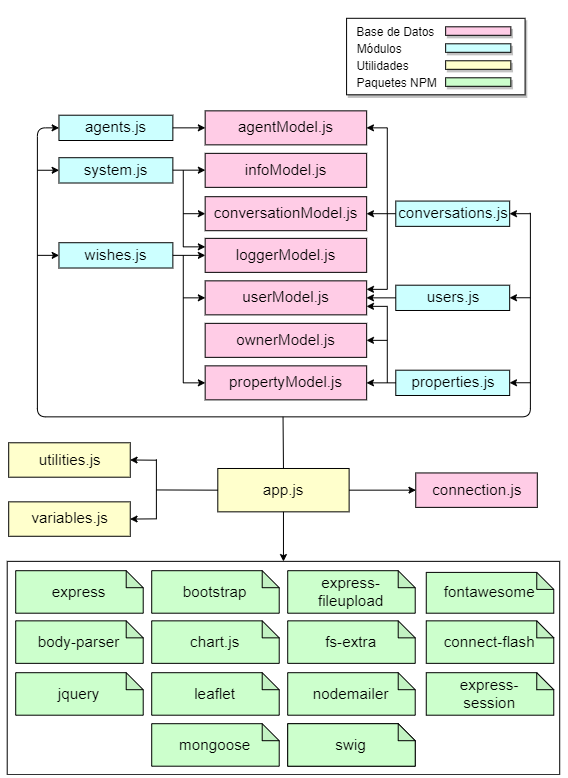 Base de Datos
Módulos
Utilidades
Paquetes NPM
agents.js
agentModel.js
system.js
infoModel.js
conversationModel.js
conversations.js
wishes.js
loggerModel.js
userModel.js
users.js
ownerModel.js
propertyModel.js
properties.js
utilities.js
app.js
connection.js
variables.js
express
bootstrap
express-
fileupload
fontawesome
body-parser
chart.js
fs-extra
connect-flash
jquery
leaflet
nodemailer
express-
session
mongoose
swig